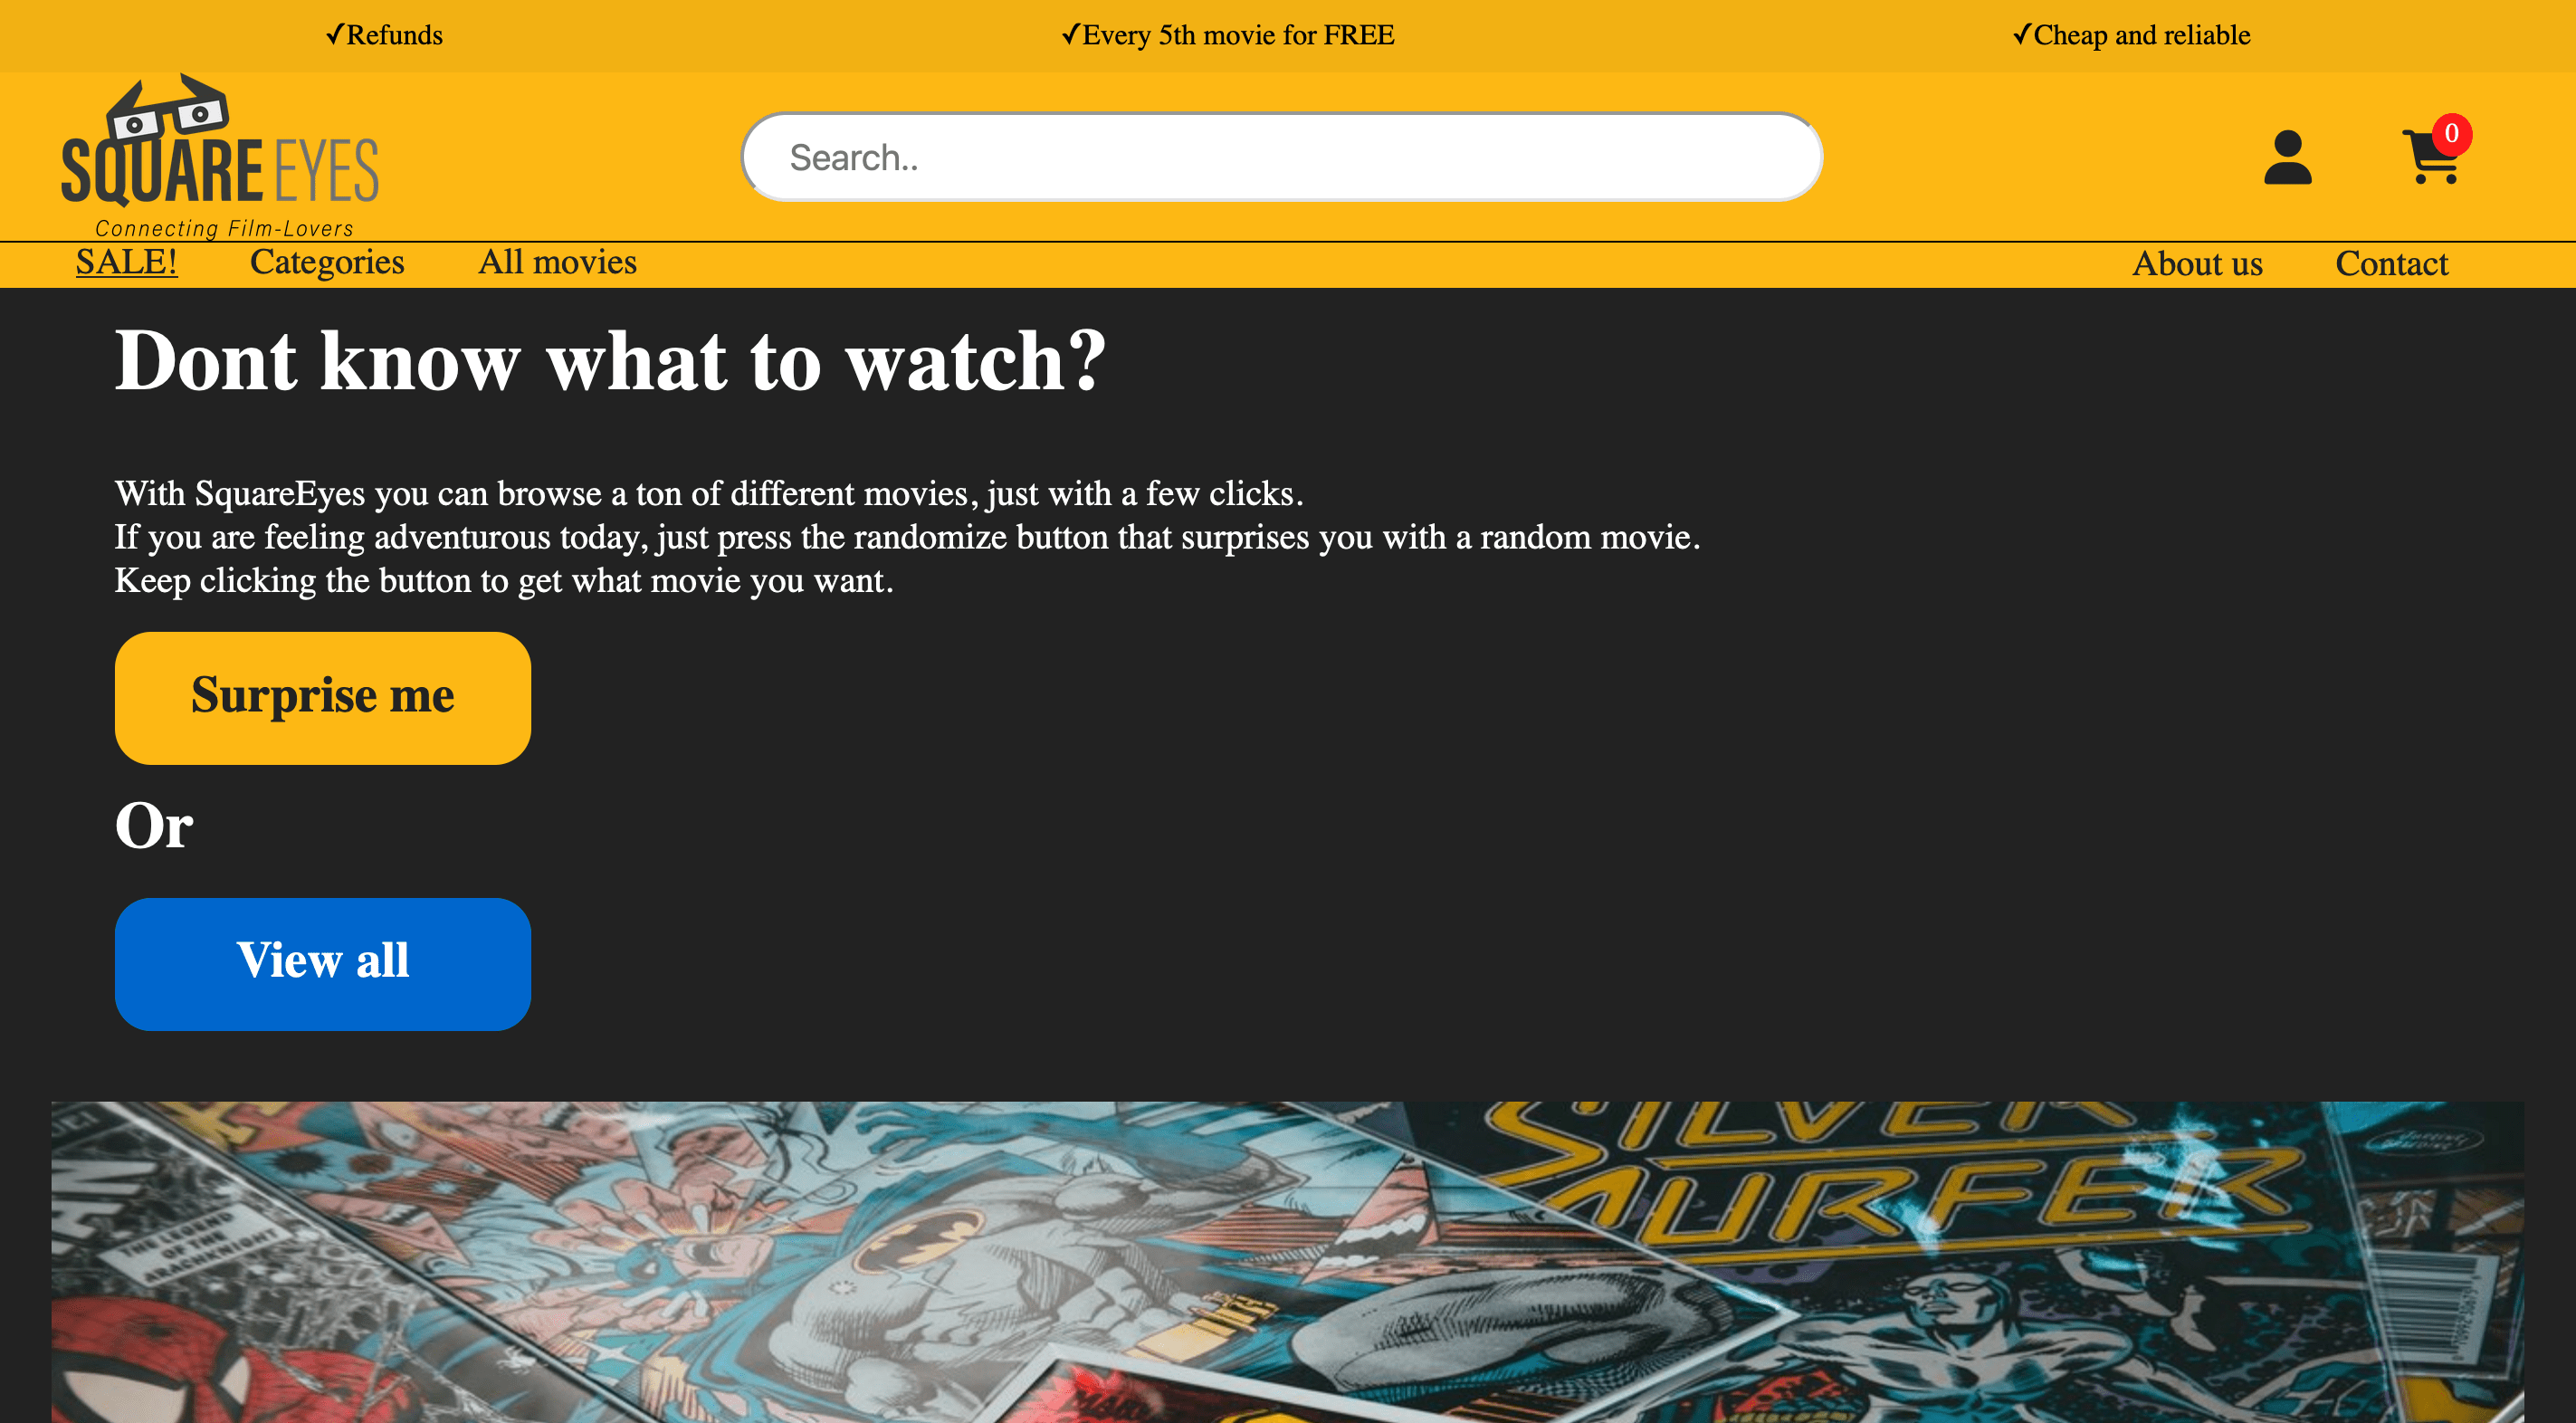 ✓Refunds
✓Every 5th movie for FREE
✓Cheap and reliable
SQUARE EYES
Connecting Film-Lovers
Search..
0
SALE!
Categories
All movies
About us
Contact
Dont know what to watch?
With SquareEyes you can browse a ton of different movies, just with a few clicks.
If you are feeling adventurous today, just press the randomize button that surprises you with a random movie.
Keep clicking the button to get what movie you want.
Surprise me
Or
View all
SILVER
SURFER
THE LEGEND
OF THE
ARACHKNIGHT